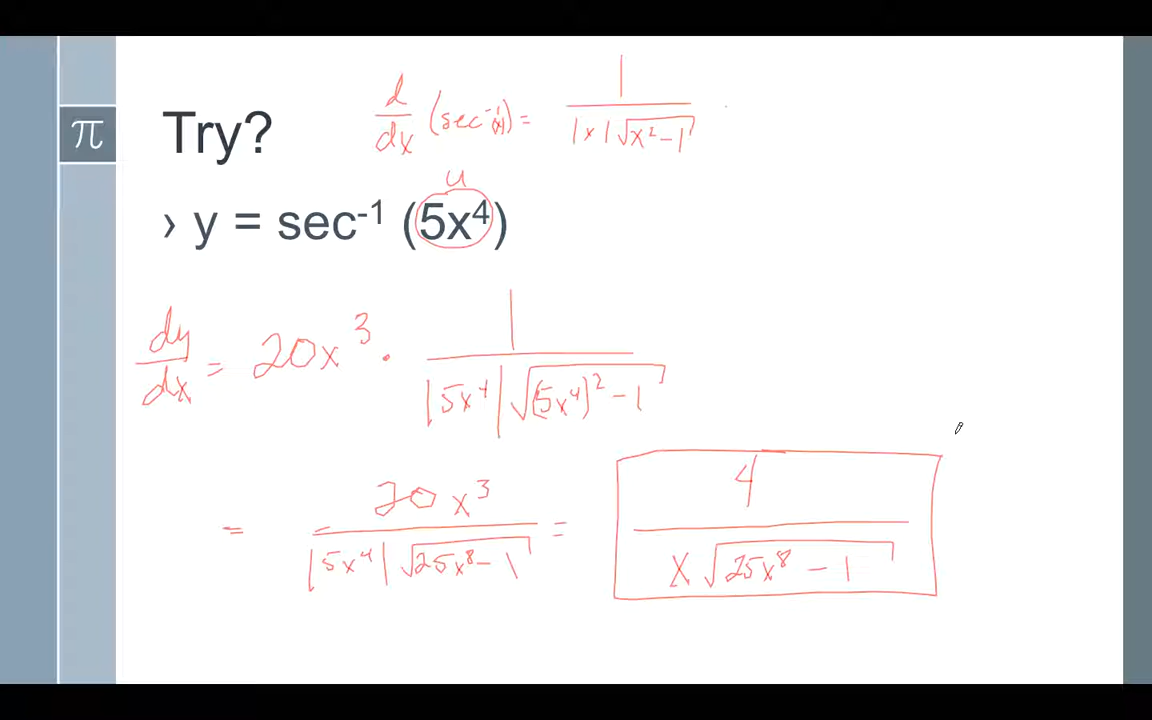 d/dx (sec⁻¹(x)) = 1/(|x|√(x²-1))
π
Try?
u
› y = sec⁻¹ (5x⁴)
dy/dx = 20x³ · 1/(|5x⁴|√((5x⁴)²-1))
= 20x³/(|5x⁴|√(25x⁸-1)) = 4/(x√(25x⁸-1))